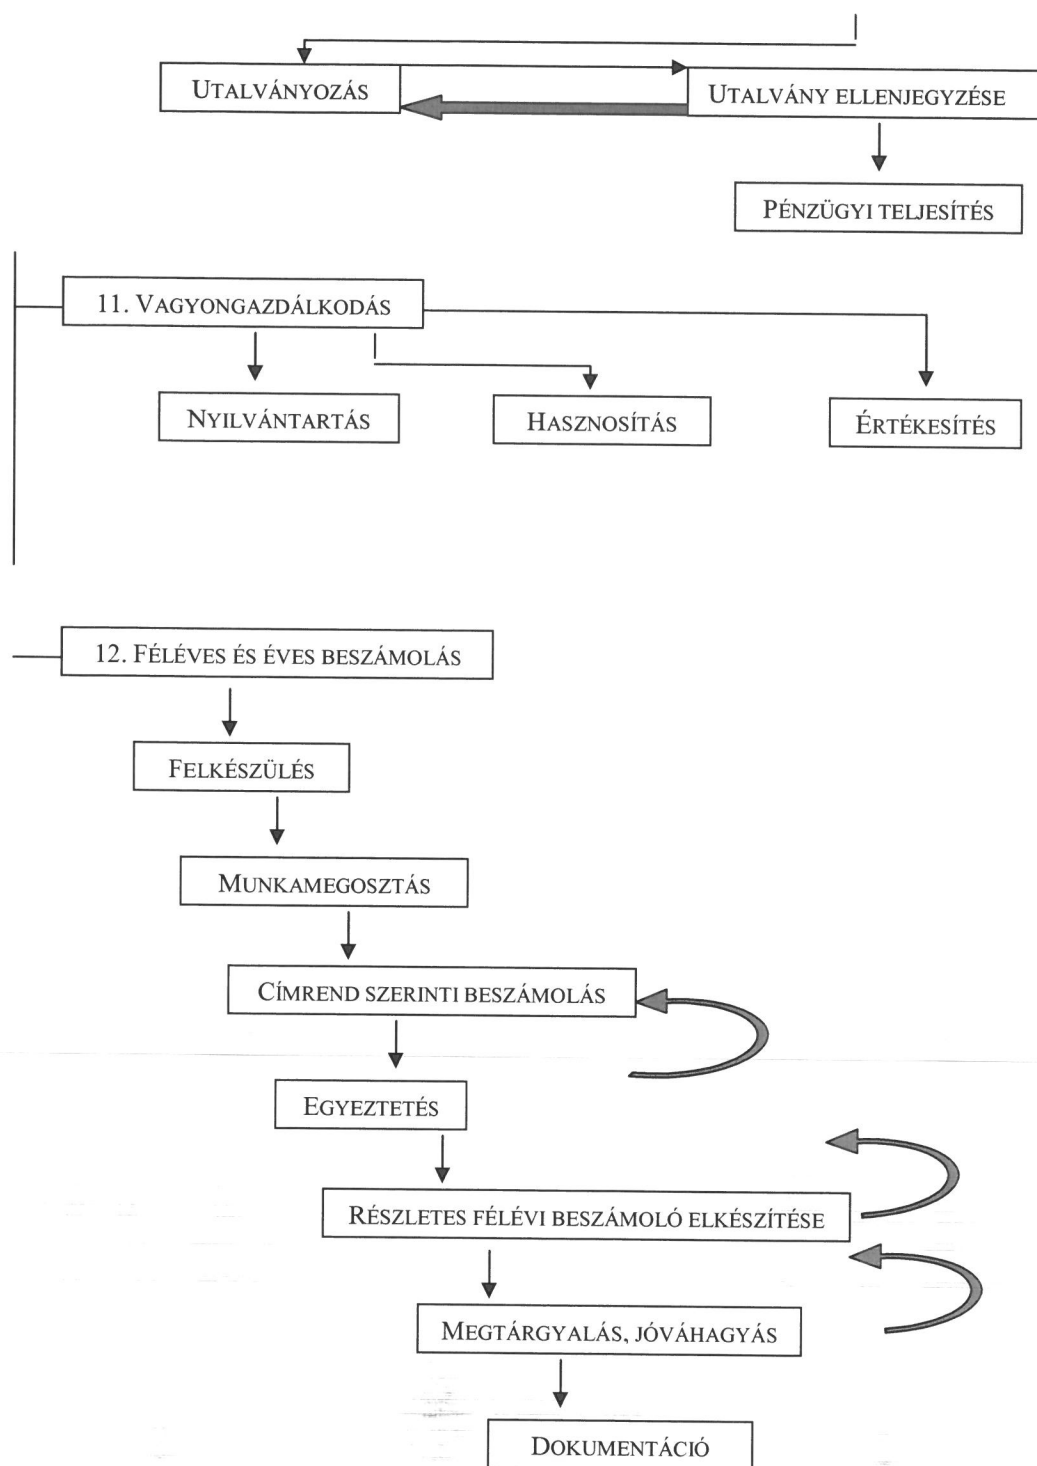 UTALVÁNYOZÁS
UTALVÁNY ELLENJEGYZÉSE
PÉNZÜGYI TELJESÍTÉS
11. VAGYONGAZDÁLKODÁS
NYILVÁNTARTÁS
HASZNOSÍTÁS
ÉRTÉKESÍTÉS
12. FÉLÉVES ÉS ÉVES BESZÁMOLÁS
FELKÉSZÜLÉS
MUNKAMEGOSZTÁS
CÍMREND SZERINTI BESZÁMOLÁS
EGYEZTETÉS
RÉSZLETES FÉLÉVI BESZÁMOLÓ ELKÉSZÍTÉSE
MEGTÁRGYALÁS, JÓVÁHAGYÁS
DOKUMENTÁCIÓ